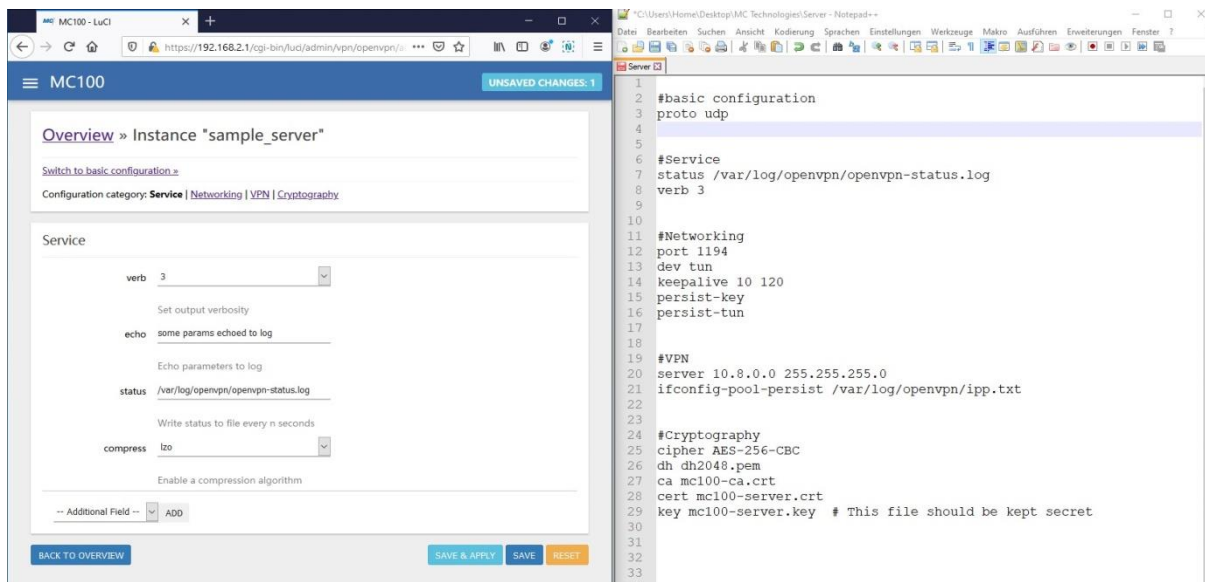 MC100 - LuCI
https://192.168.2.1/cgi-bin/luci/admin/vpn/openvpn/
MC100
UNSAVED CHANGES: 1
Overview » Instance "sample_server"
Switch to basic configuration »
Configuration category: Service | Networking | VPN | Cryptography
Service
verb 3
Set output verbosity
echo some params echoed to log
Echo parameters to log
status /var/log/openvpn/openvpn-status.log
Write status to file every n seconds
compress lzo
Enable a compression algorithm
-- Additional Field -- ADD
BACK TO OVERVIEW SAVE & APPLY SAVE RESET
*C:\Users\Home\Desktop\MC Technologies\Server - Notepad++
Datei Bearbeiten Suchen Ansicht Kodierung Sprachen Einstellungen Werkzeuge Makro Ausführen Erweiterungen Fenster ?
Server
1
2 #basic configuration
3 proto udp
4
5
6 #Service
7 status /var/log/openvpn/openvpn-status.log
8 verb 3
9
10
11 #Networking
12 port 1194
13 dev tun
14 keepalive 10 120
15 persist-key
16 persist-tun
17
18
19 #VPN
20 server 10.8.0.0 255.255.255.0
21 ifconfig-pool-persist /var/log/openvpn/ipp.txt
22
23
24 #Cryptography
25 cipher AES-256-CBC
26 dh dh2048.pem
27 ca mc100-ca.crt
28 cert mc100-server.crt
29 key mc100-server.key # This file should be kept secret
30
31
32
33